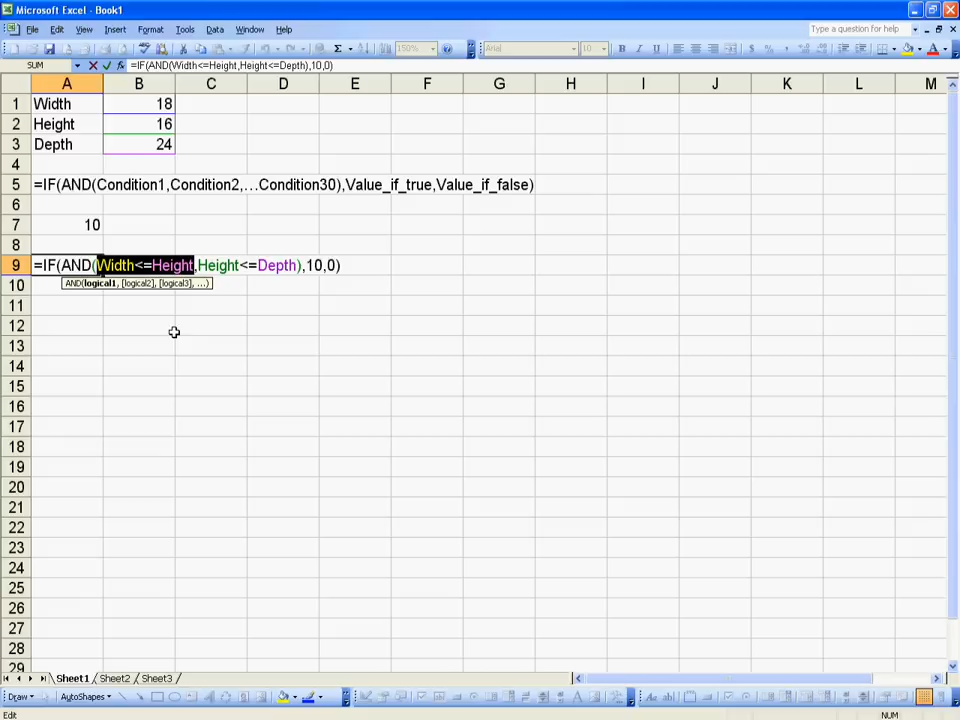 Microsoft Excel - Book1
File Edit View Insert Format Tools Data Window Help
Type a question for help
150% Arial 10 B I U
SUM =IF(AND(Width<=Height,Height<=Depth),10,0)
A B C D E F G H I J K L M
1 Width 18
2 Height 16
3 Depth 24
4
5 =IF(AND(Condition1,Condition2,…Condition30),Value_if_true,Value_if_false)
6
7 10
8
9 =IF(AND(Width<=Height,Height<=Depth),10,0)
10 AND(logical1, [logical2], [logical3], ...)
11
12
13
14
15
16
17
18
19
20
21
22
23
24
25
26
27
28
29
Sheet1 Sheet2 Sheet3
Draw AutoShapes
Edit NUM